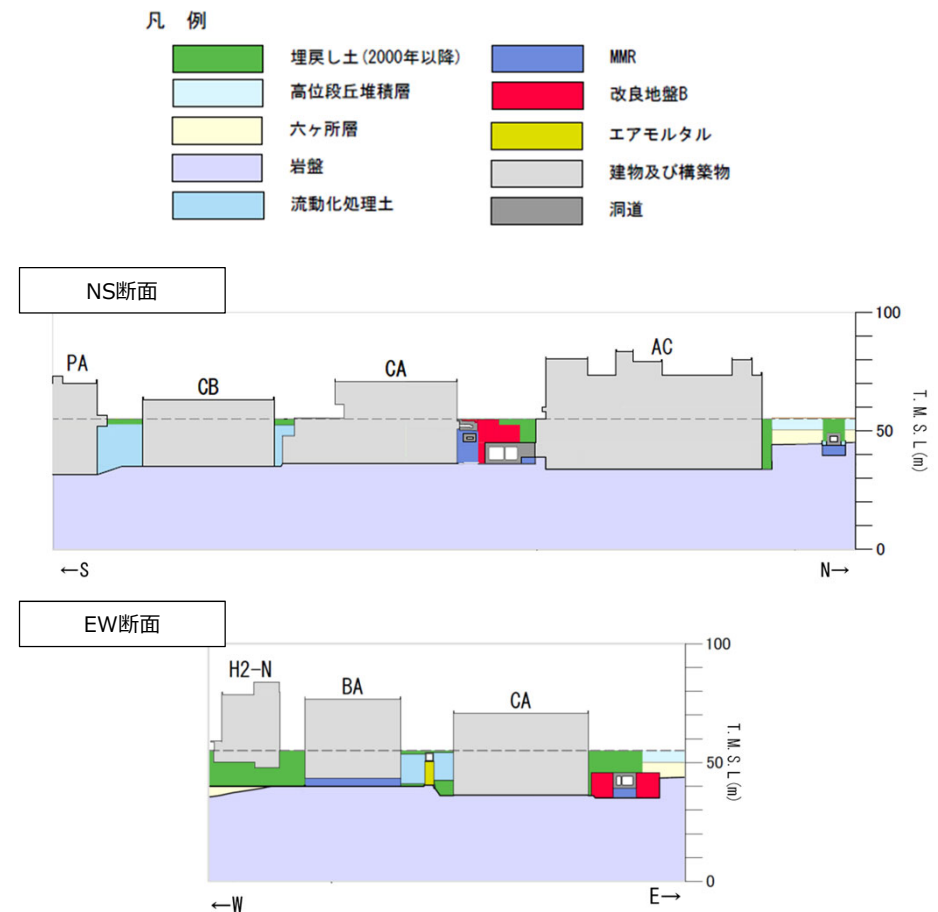 凡 例
埋戻し土(2000年以降)
MMR
高位段丘堆積層
改良地盤B
六ヶ所層
エアモルタル
岩盤
建物及び構築物
流動化処理土
洞道
NS断面
100
PA
CB
CA
AC
50
T.M.S.L(m)
0
←S
N→
EW断面
100
H2-N
BA
CA
50
T.M.S.L(m)
0
←W
E→